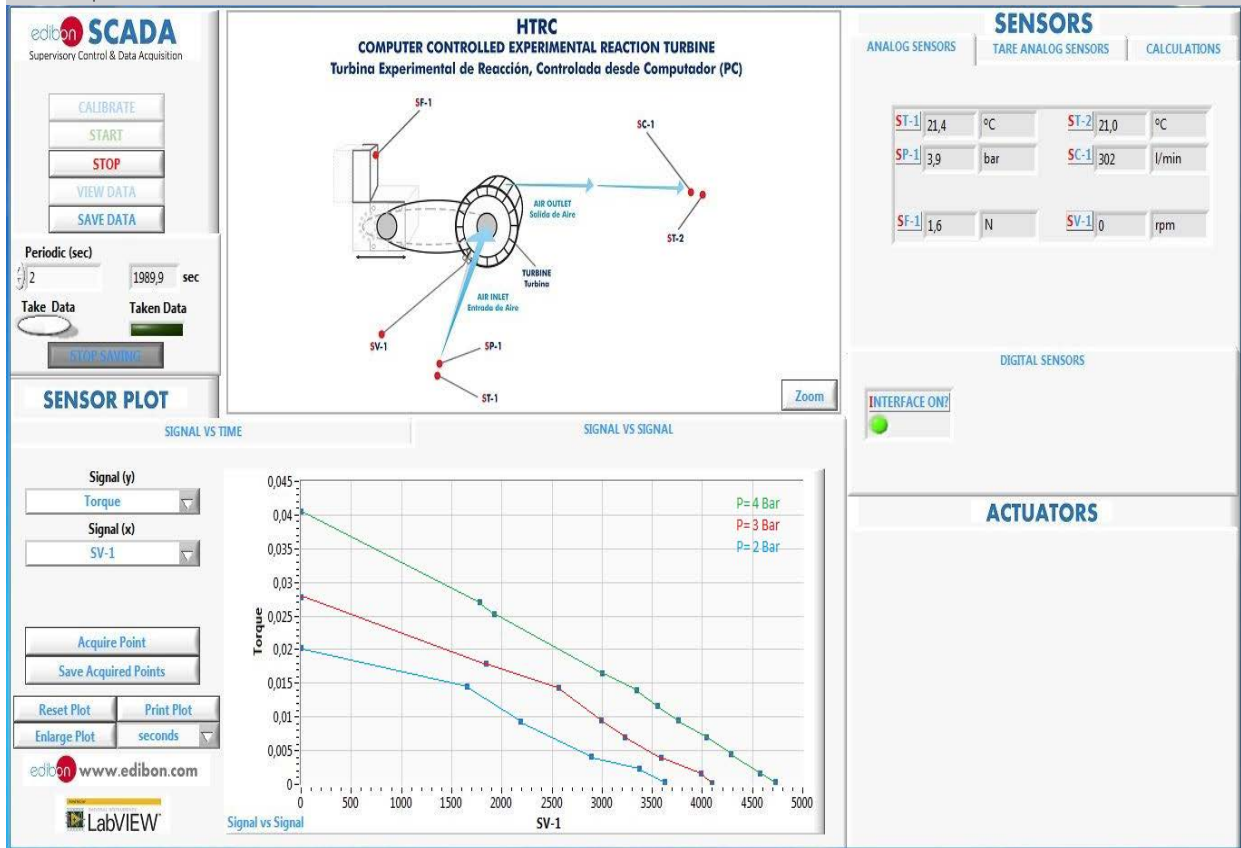 edibon SCADA
Supervisory Control & Data Acquisition
CALIBRATE
START
STOP
VIEW DATA
SAVE DATA
Periodic (sec)
2
1989,9 sec
Take Data
Taken Data
STOP SAVING
HTRC
COMPUTER CONTROLLED EXPERIMENTAL REACTION TURBINE
Turbina Experimental de Reacción, Controlada desde Computador (PC)
SF-1
SC-1
AIR OUTLET
Salida de Aire
ST-2
TURBINE
Turbina
AIR INLET
Entrada de Aire
SV-1
SP-1
ST-1
Zoom
SENSORS
ANALOG SENSORS
TARE ANALOG SENSORS
CALCULATIONS
ST-1 21,4 ºC
ST-2 21,0 ºC
SP-1 3,9 bar
SC-1 302 l/min
SF-1 1,6 N
SV-1 0 rpm
DIGITAL SENSORS
INTERFACE ON?
ACTUATORS
SENSOR PLOT
SIGNAL VS TIME
SIGNAL VS SIGNAL
Signal (y)
Torque
Signal (x)
SV-1
Acquire Point
Save Acquired Points
Reset Plot
Print Plot
Enlarge Plot
seconds
edibon www.edibon.com
LabVIEW
Torque
0,045
0,04
0,035
0,03
0,025
0,02
0,015
0,01
0,005
0
P= 4 Bar
P= 3 Bar
P= 2 Bar
0 500 1000 1500 2000 2500 3000 3500 4000 4500 5000
SV-1
Signal vs Signal